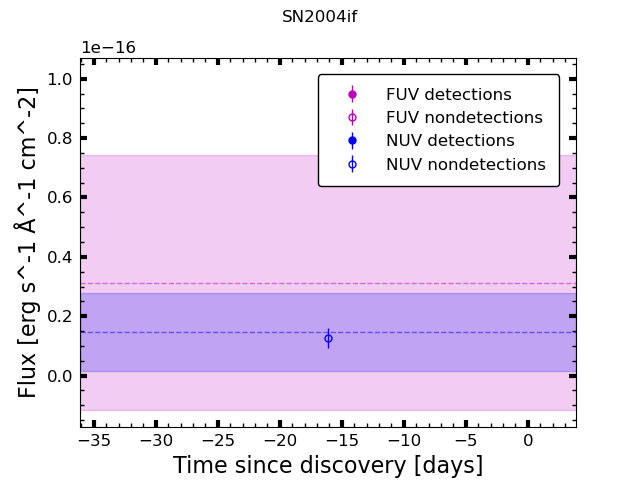 SN2004if
1e−16
1.0
0.8
0.6
0.4
0.2
0.0
Flux [erg s^-1 Å^-1 cm^-2]
FUV detections
FUV nondetections
NUV detections
NUV nondetections
−35 −30 −25 −20 −15 −10 −5 0
Time since discovery [days]